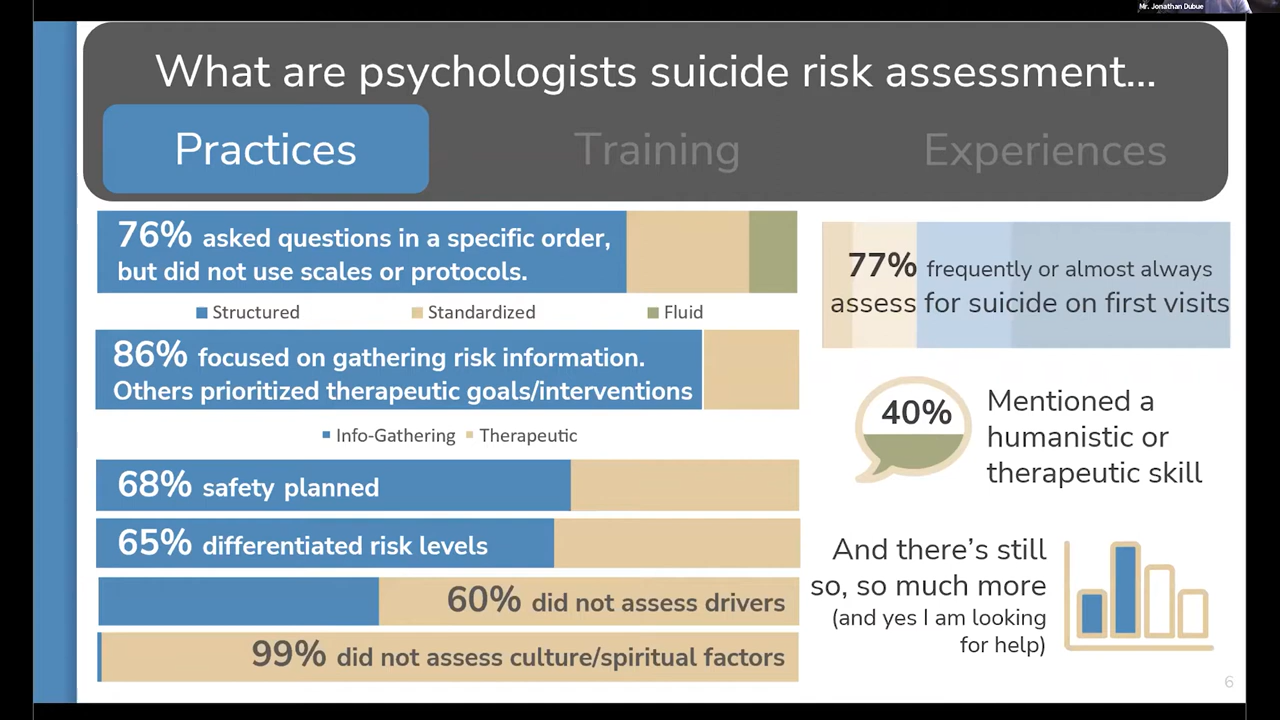 Mr. Jonathan Dubue
What are psychologists suicide risk assessment...
Practices
Training
Experiences
76% asked questions in a specific order,
but did not use scales or protocols.
Structured
Standardized
Fluid
86% focused on gathering risk information.
Others prioritized therapeutic goals/interventions
Info-Gathering
Therapeutic
68% safety planned
65% differentiated risk levels
60% did not assess drivers
99% did not assess culture/spiritual factors
77% frequently or almost always
assess for suicide on first visits
40%
Mentioned a
humanistic or
therapeutic skill
And there's still
so, so much more
(and yes I am looking
for help)
6